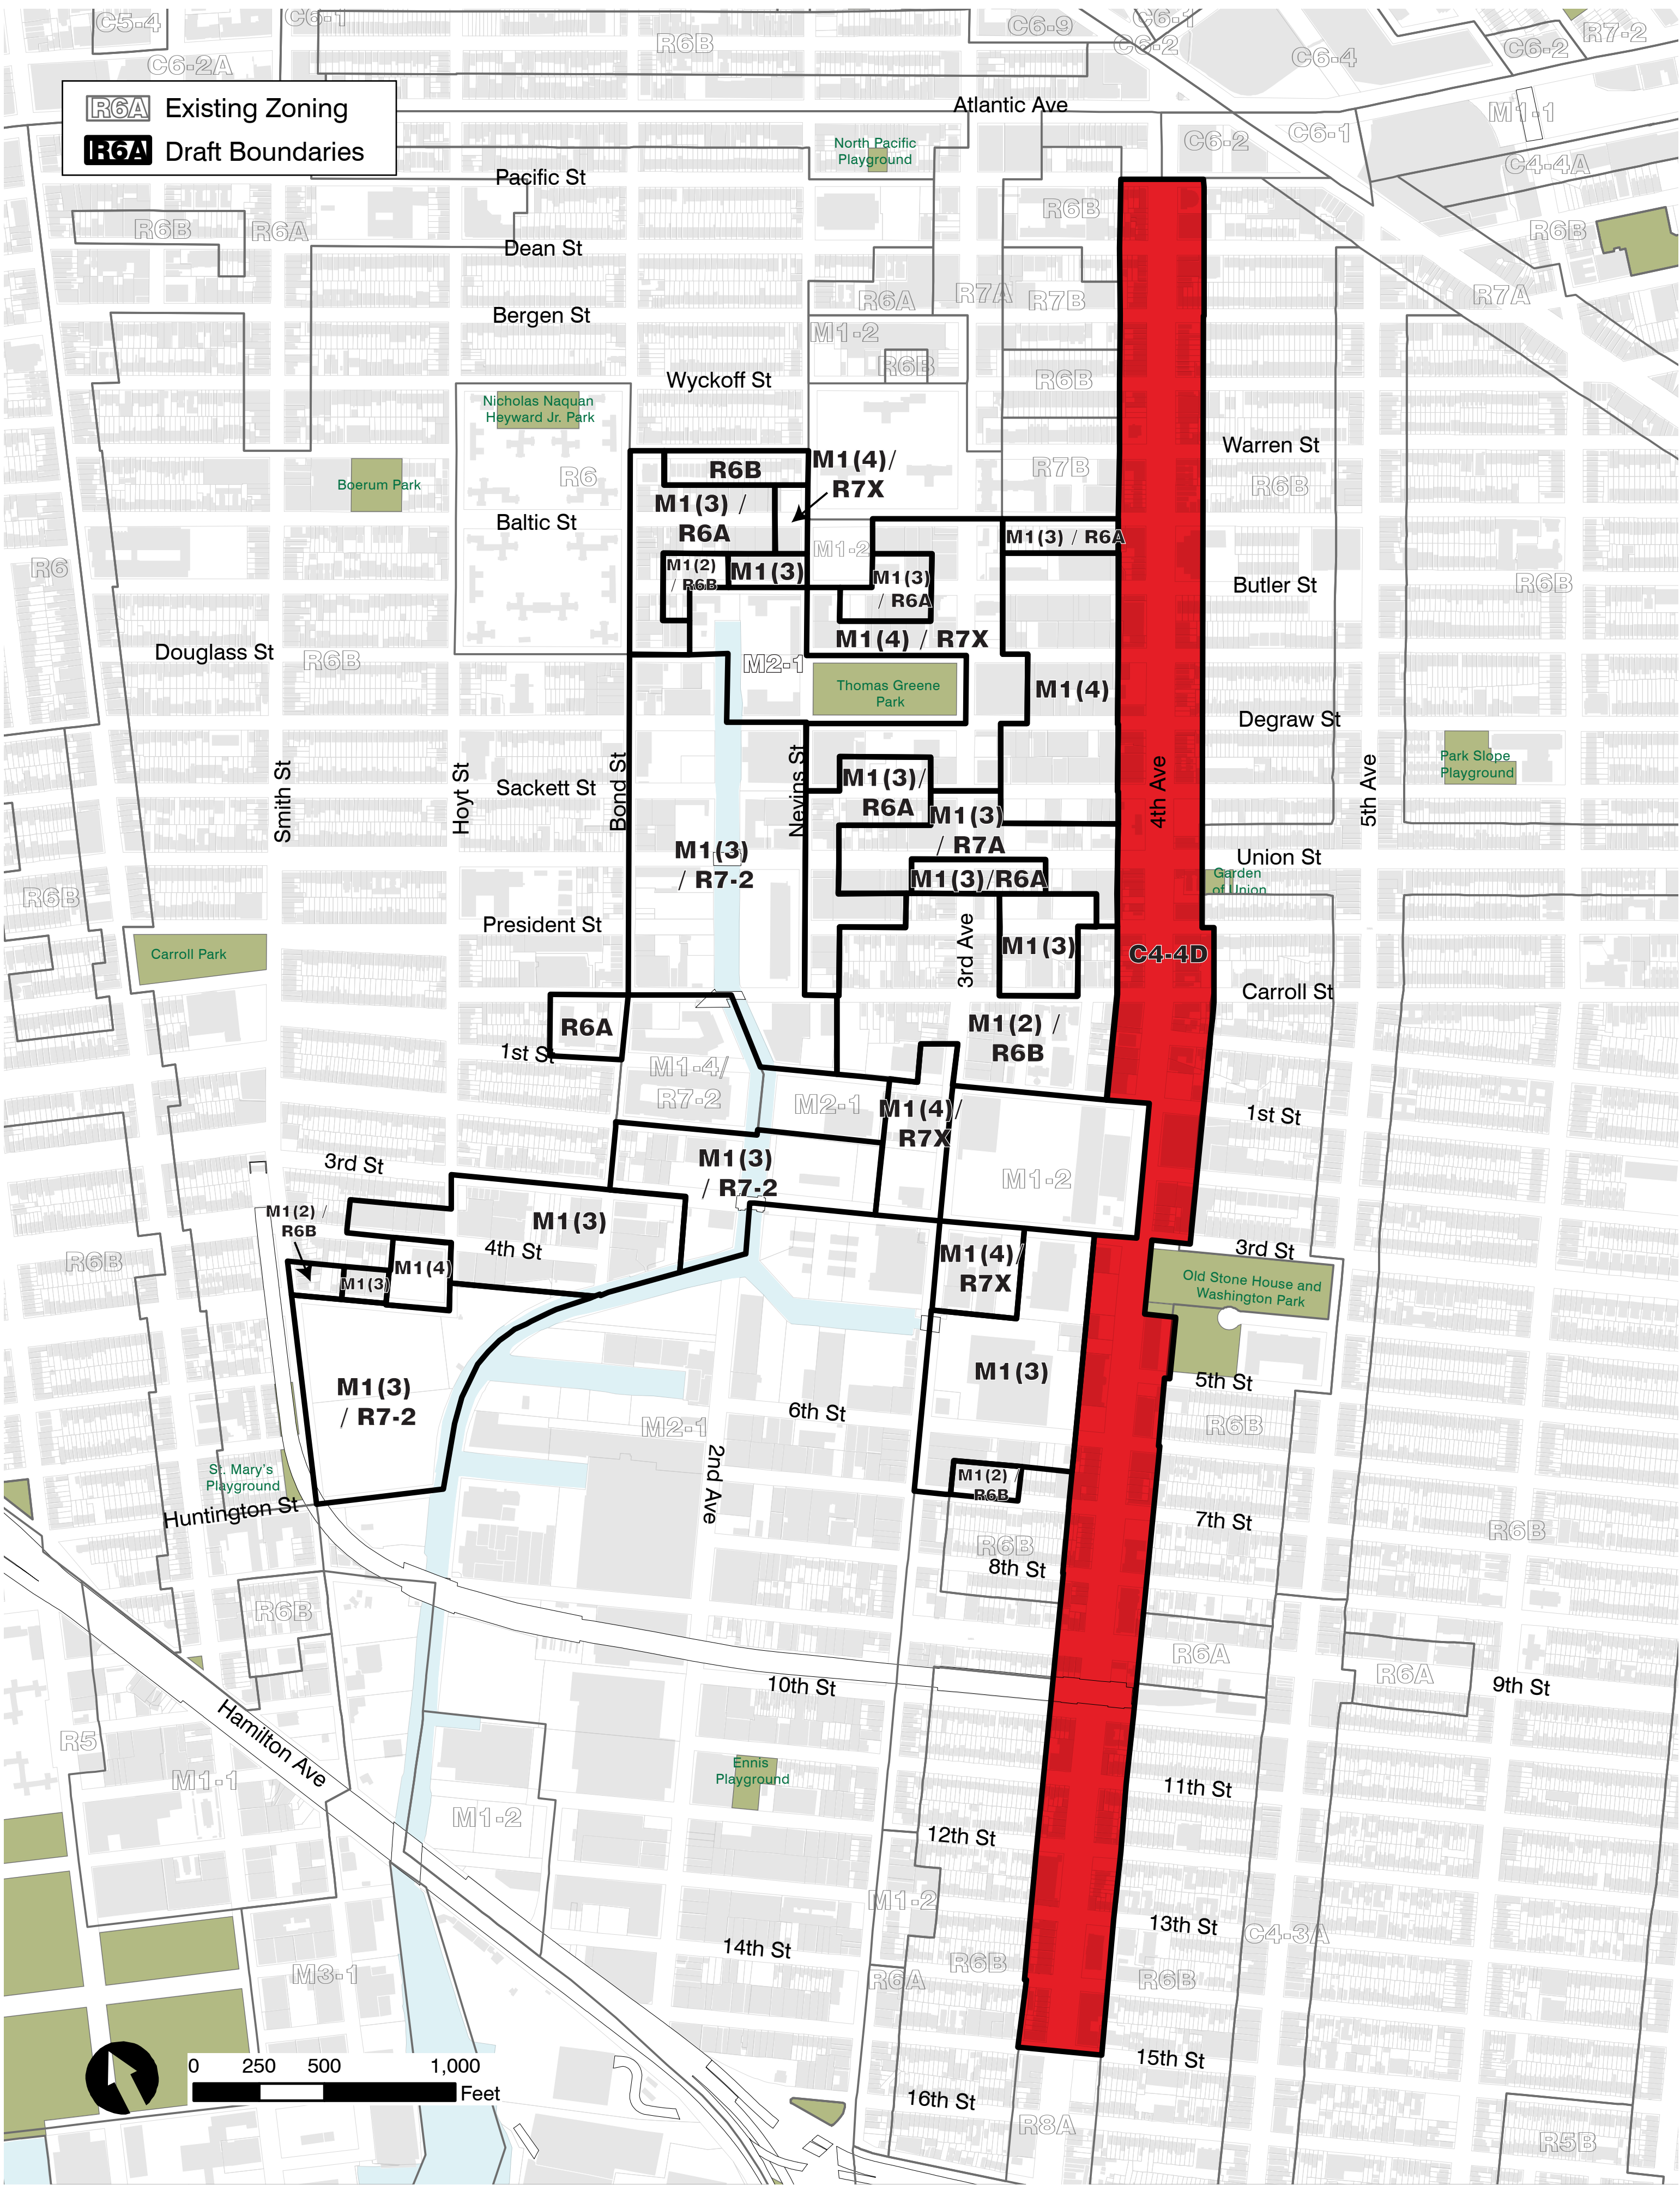 C5-4
C6-1
R6B
C6-9
C6-1
C6-2
C6-4
C6-2
R7-2
C6-2A
R6A Existing Zoning
R6A Draft Boundaries
Atlantic Ave
M1-1
C6-2
C6-1
C4-4A
North Pacific
Playground
Pacific St
R6B
R6B
R6A
R6B
Dean St
R6A
R7A
R7B
R7A
Bergen St
M1-2
R6B
R6B
Wyckoff St
Nicholas Naquan
Heyward Jr. Park
Warren St
R6
Boerum Park
R6B
M1(4)/
R7X
R7B
R6B
M1(3) /
R6A
Baltic St
M1-2
M1(3) / R6A
R6
M1(2)
/ R6B
M1(3)
M1(3)
/ R6A
Butler St
R6B
Douglass St
R6B
M1(4) / R7X
M2-1
Thomas Greene
Park
M1(4)
Degraw St
Smith St
Hoyt St
Bond St
Nevins St
4th Ave
5th Ave
Park Slope
Playground
Sackett St
M1(3)/
R6A
M1(3)
/ R7A
M1(3)
/ R7-2
Union St
M1(3)/R6A
Garden
of Union
R6B
President St
3rd Ave
M1(3)
C4-4D
Carroll Park
Carroll St
R6A
M1(2) /
R6B
1st St
M1-4/
R7-2
M2-1
M1(4)/
R7X
1st St
3rd St
M1(3)
/ R7-2
M1-2
M1(2) /
R6B
M1(3)
4th St
M1(4)
M1(3)
M1(4)/
R7X
3rd St
R6B
Old Stone House and
Washington Park
M1(3)
/ R7-2
M1(3)
5th St
6th St
M2-1
R6B
2nd Ave
St. Mary's
Playground
M1(2) /
R6B
Huntington St
7th St
R6B
R6B
8th St
R6B
R6A
R6A
10th St
9th St
Hamilton Ave
R5
M1-1
Ennis
Playground
11th St
M1-2
12th St
M1-2
13th St
C4-3A
14th St
M3-1
R6B
R6A
R6B
0 250 500 1,000
Feet
15th St
16th St
R8A
R5B